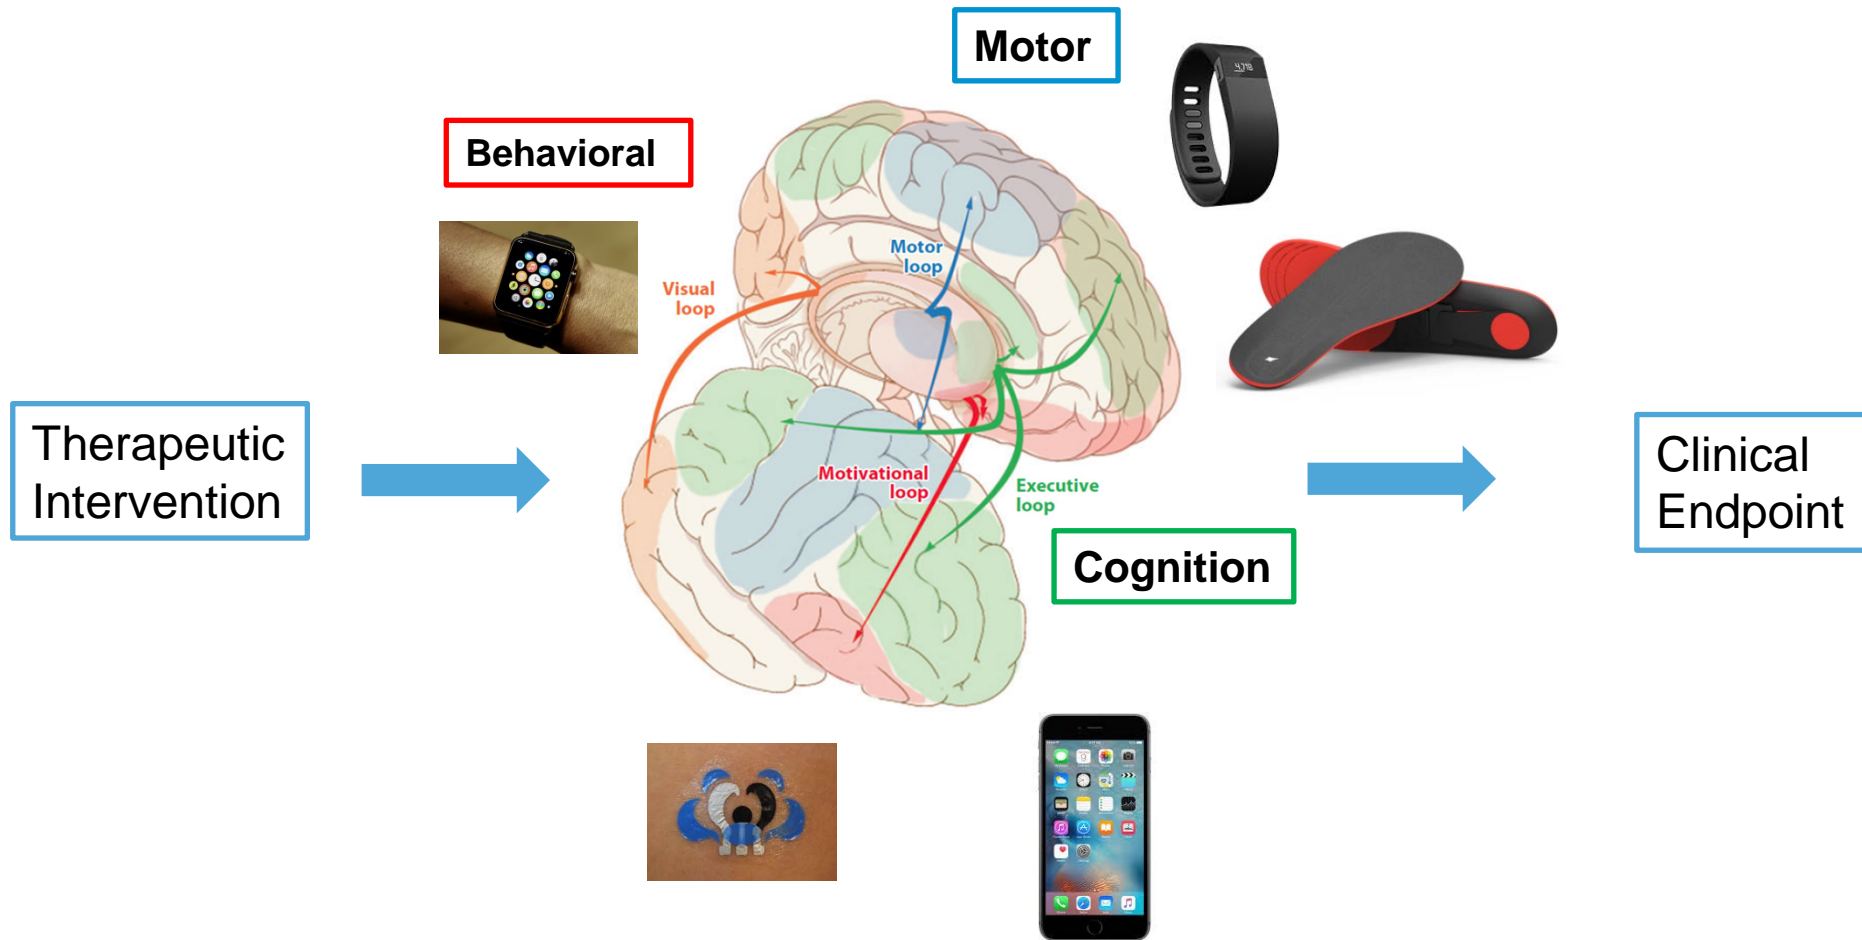 Motor
Behavioral
Motor
loop
Visual
loop
Therapeutic
Intervention
Motivational
loop
Executive
loop
Clinical
Endpoint
Cognition